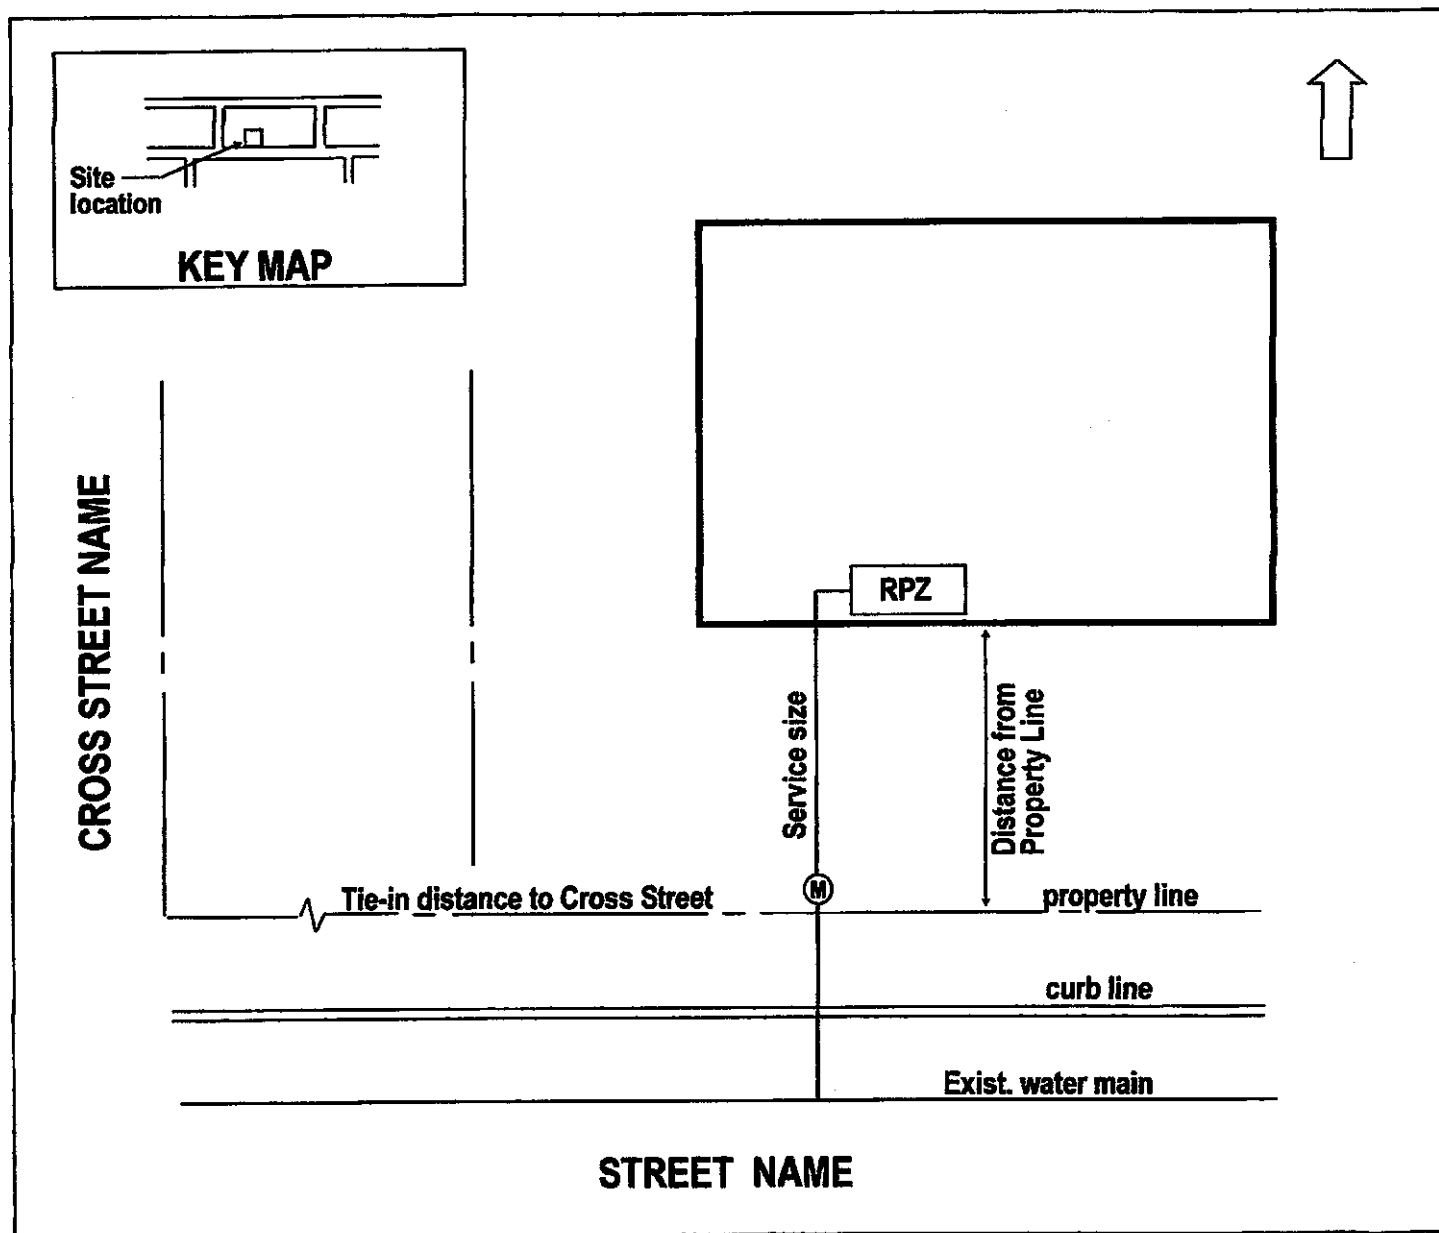 Site
location
KEY MAP
CROSS STREET NAME
RPZ
Service size
Distance from
Property Line
M
Tie-in distance to Cross Street
property line
curb line
Exist. water main
STREET NAME